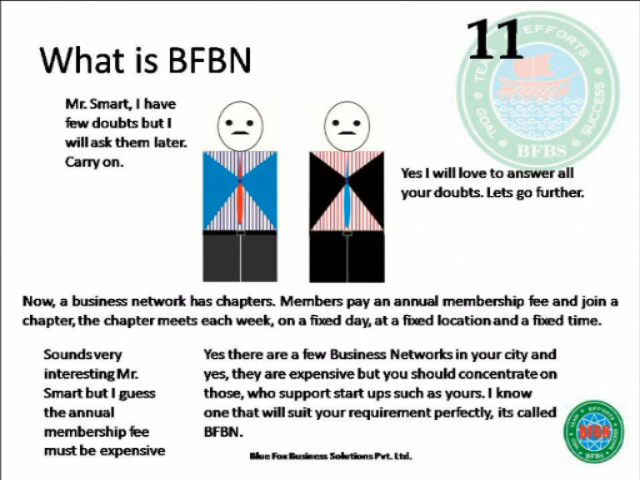 11
What is BFBN
TEAM EFFORTS
GOAL SUCCESS
BFBS
Mr. Smart, I have
few doubts but I
will ask them later.
Carry on.
Yes I will love to answer all
your doubts. Lets go further.
Now, a business network has chapters. Members pay an annual membership fee and join a
chapter, the chapter meets each week, on a fixed day, at a fixed location and a fixed time.
Sounds very
interesting Mr.
Smart but I guess
the annual
membership fee
must be expensive
Yes there are a few Business Networks in your city and
yes, they are expensive but you should concentrate on
those, who support start ups such as yours. I know
one that will suit your requirement perfectly, its called
BFBN.
BFBN
BFBS
Blue Fox Business Solutions Pvt. Ltd.